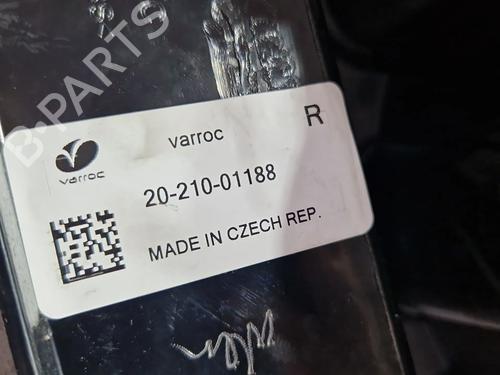 B-PARTS
varroc
R
varroc
20-210-01188
MADE IN CZECH REP.